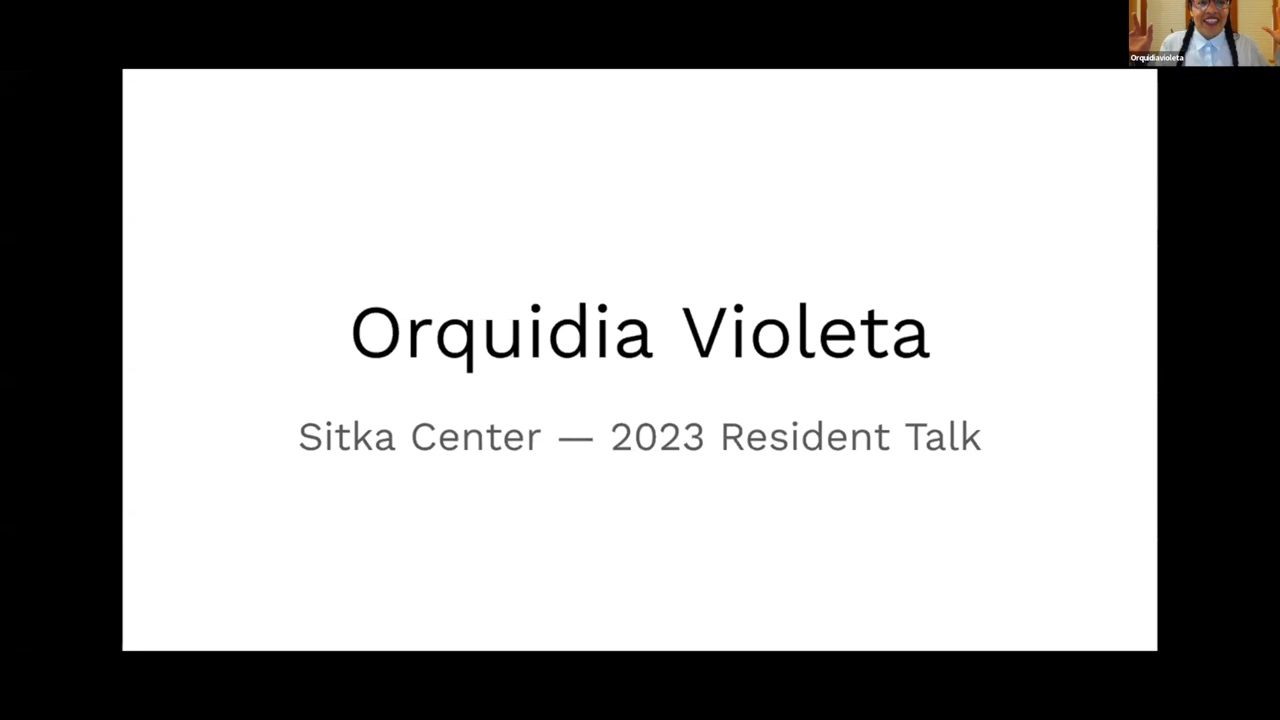 Orquidiavioleta
Orquidia Violeta
Sitka Center — 2023 Resident Talk